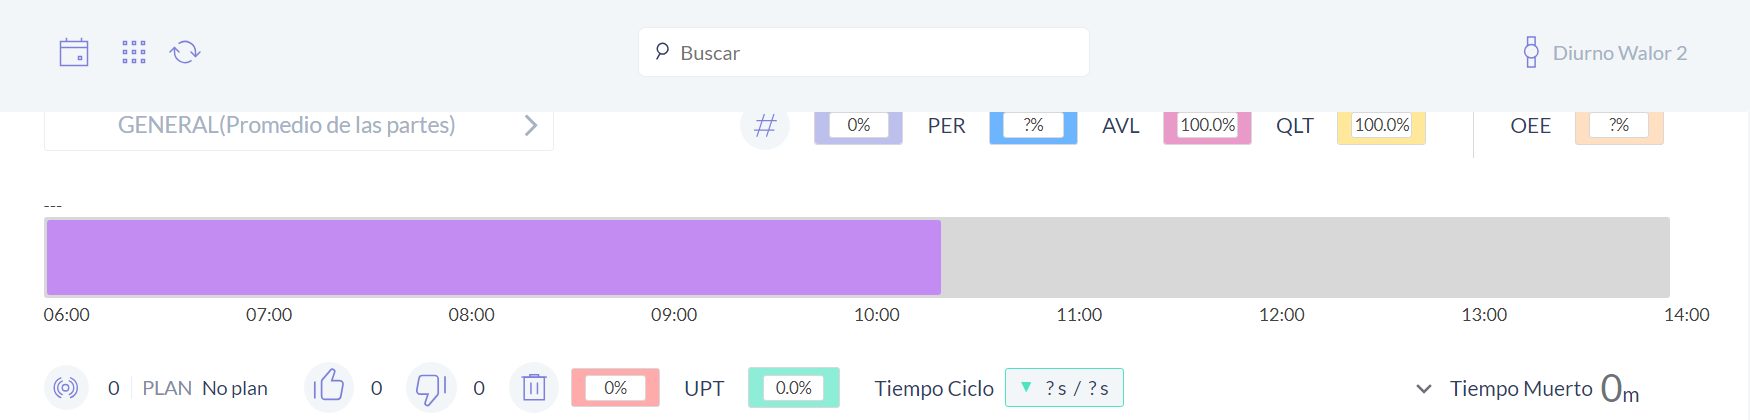 Buscar
Diurno Walor 2
GENERAL(Promedio de las partes)
# 0% PER ?% AVL 100.0% QLT 100.0% OEE ?%
---
06:00 07:00 08:00 09:00 10:00 11:00 12:00 13:00 14:00
0 PLAN No plan 0 0 0% UPT 0.0% Tiempo Ciclo ? s / ? s Tiempo Muerto 0m